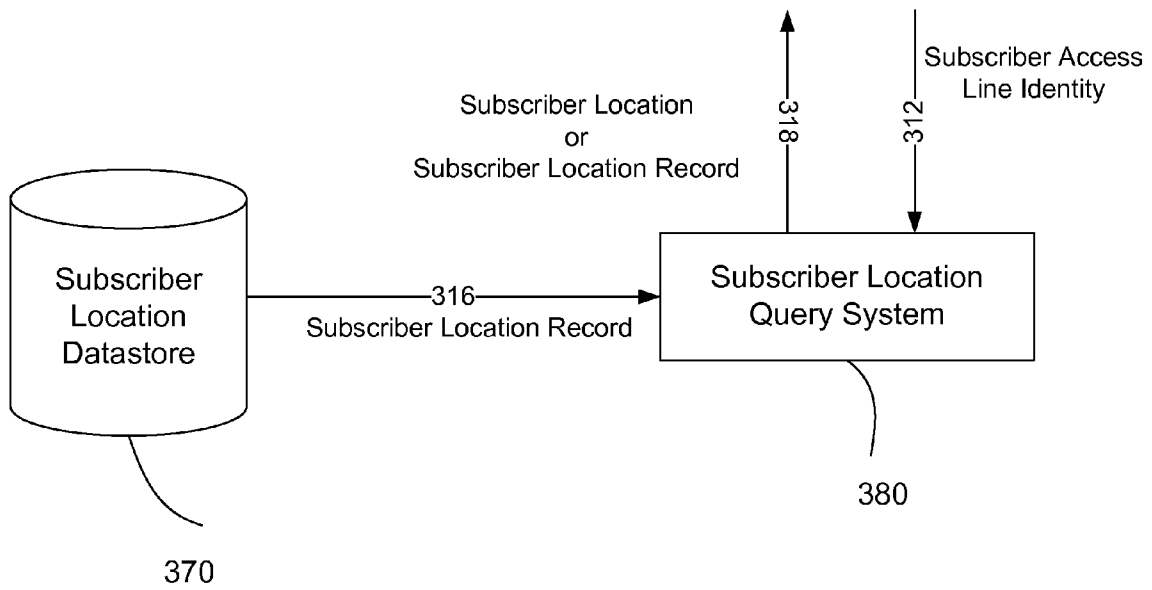 Subscriber Access
Line Identity
Subscriber Location
or
Subscriber Location Record
318
312
Subscriber
Location
Datastore
316
Subscriber Location Record
Subscriber Location
Query System
380
370